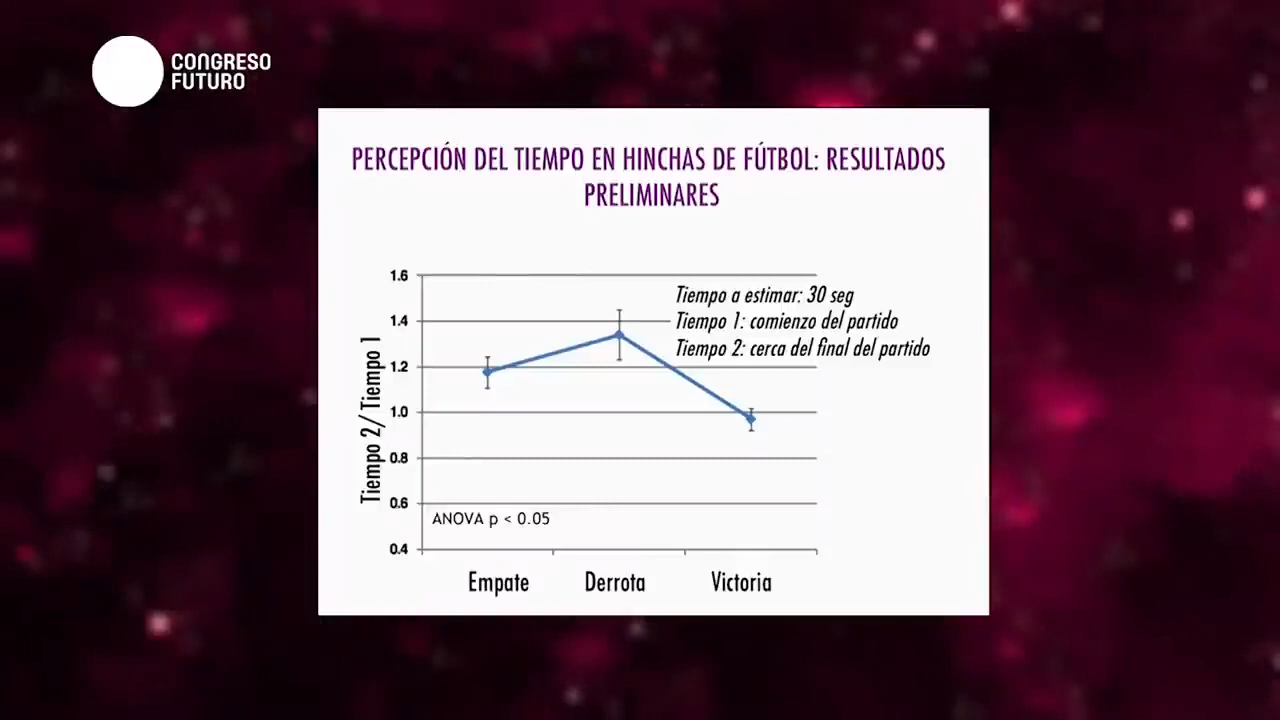 CONGRESO
FUTURO
PERCEPCIÓN DEL TIEMPO EN HINCHAS DE FÚTBOL: RESULTADOS
PRELIMINARES
Tiempo 2/ Tiempo 1
1.6
1.4
1.2
1.0
0.8
0.6
0.4
Tiempo a estimar: 30 seg
Tiempo 1: comienzo del partido
Tiempo 2: cerca del final del partido
ANOVA p < 0.05
Empate Derrota Victoria